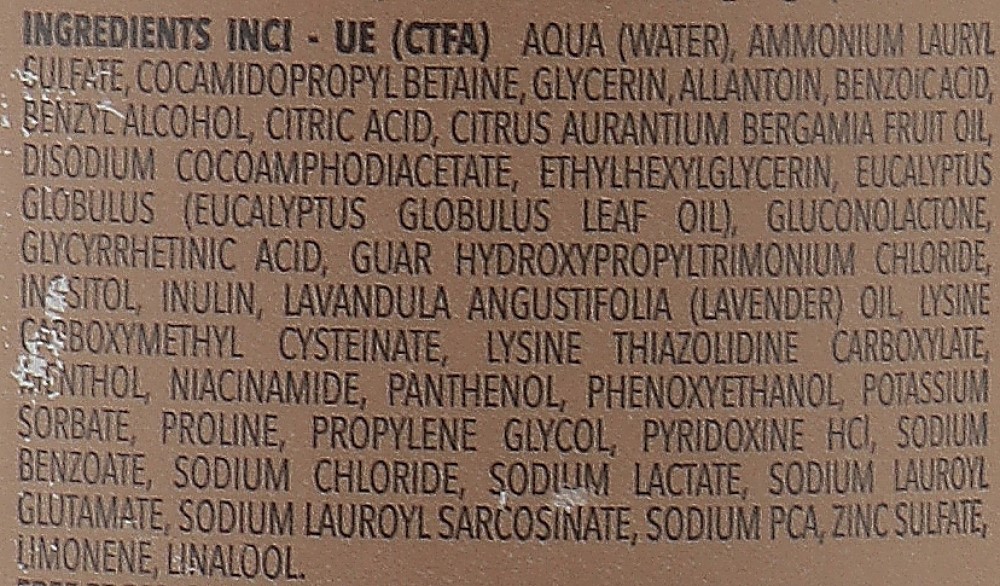 INGREDIENTS INCI - UE (CTFA) AQUA (WATER), AMMONIUM LAURYL
SULFATE, COCAMIDOPROPYL BETAINE, GLYCERIN, ALLANTOIN, BENZOIC ACID,
BENZYL ALCOHOL, CITRIC ACID, CITRUS AURANTIUM BERGAMIA FRUIT OIL,
DISODIUM COCOAMPHODIACETATE, ETHYLHEXYLGLYCERIN, EUCALYPTUS
GLOBULUS (EUCALYPTUS GLOBULUS LEAF OIL), GLUCONOLACTONE,
GLYCYRRHETINIC ACID, GUAR HYDROXYPROPYLTRIMONIUM CHLORIDE,
INOSITOL, INULIN, LAVANDULA ANGUSTIFOLIA (LAVENDER) OIL, LYSINE
CARBOXYMETHYL CYSTEINATE, LYSINE THIAZOLIDINE CARBOXYLATE,
MENTHOL, NIACINAMIDE, PANTHENOL, PHENOXYETHANOL, POTASSIUM
SORBATE, PROLINE, PROPYLENE GLYCOL, PYRIDOXINE HCl, SODIUM
BENZOATE, SODIUM CHLORIDE, SODIUM LACTATE, SODIUM LAUROYL
GLUTAMATE, SODIUM LAUROYL SARCOSINATE, SODIUM PCA, ZINC SULFATE,
LIMONENE, LINALOOL.